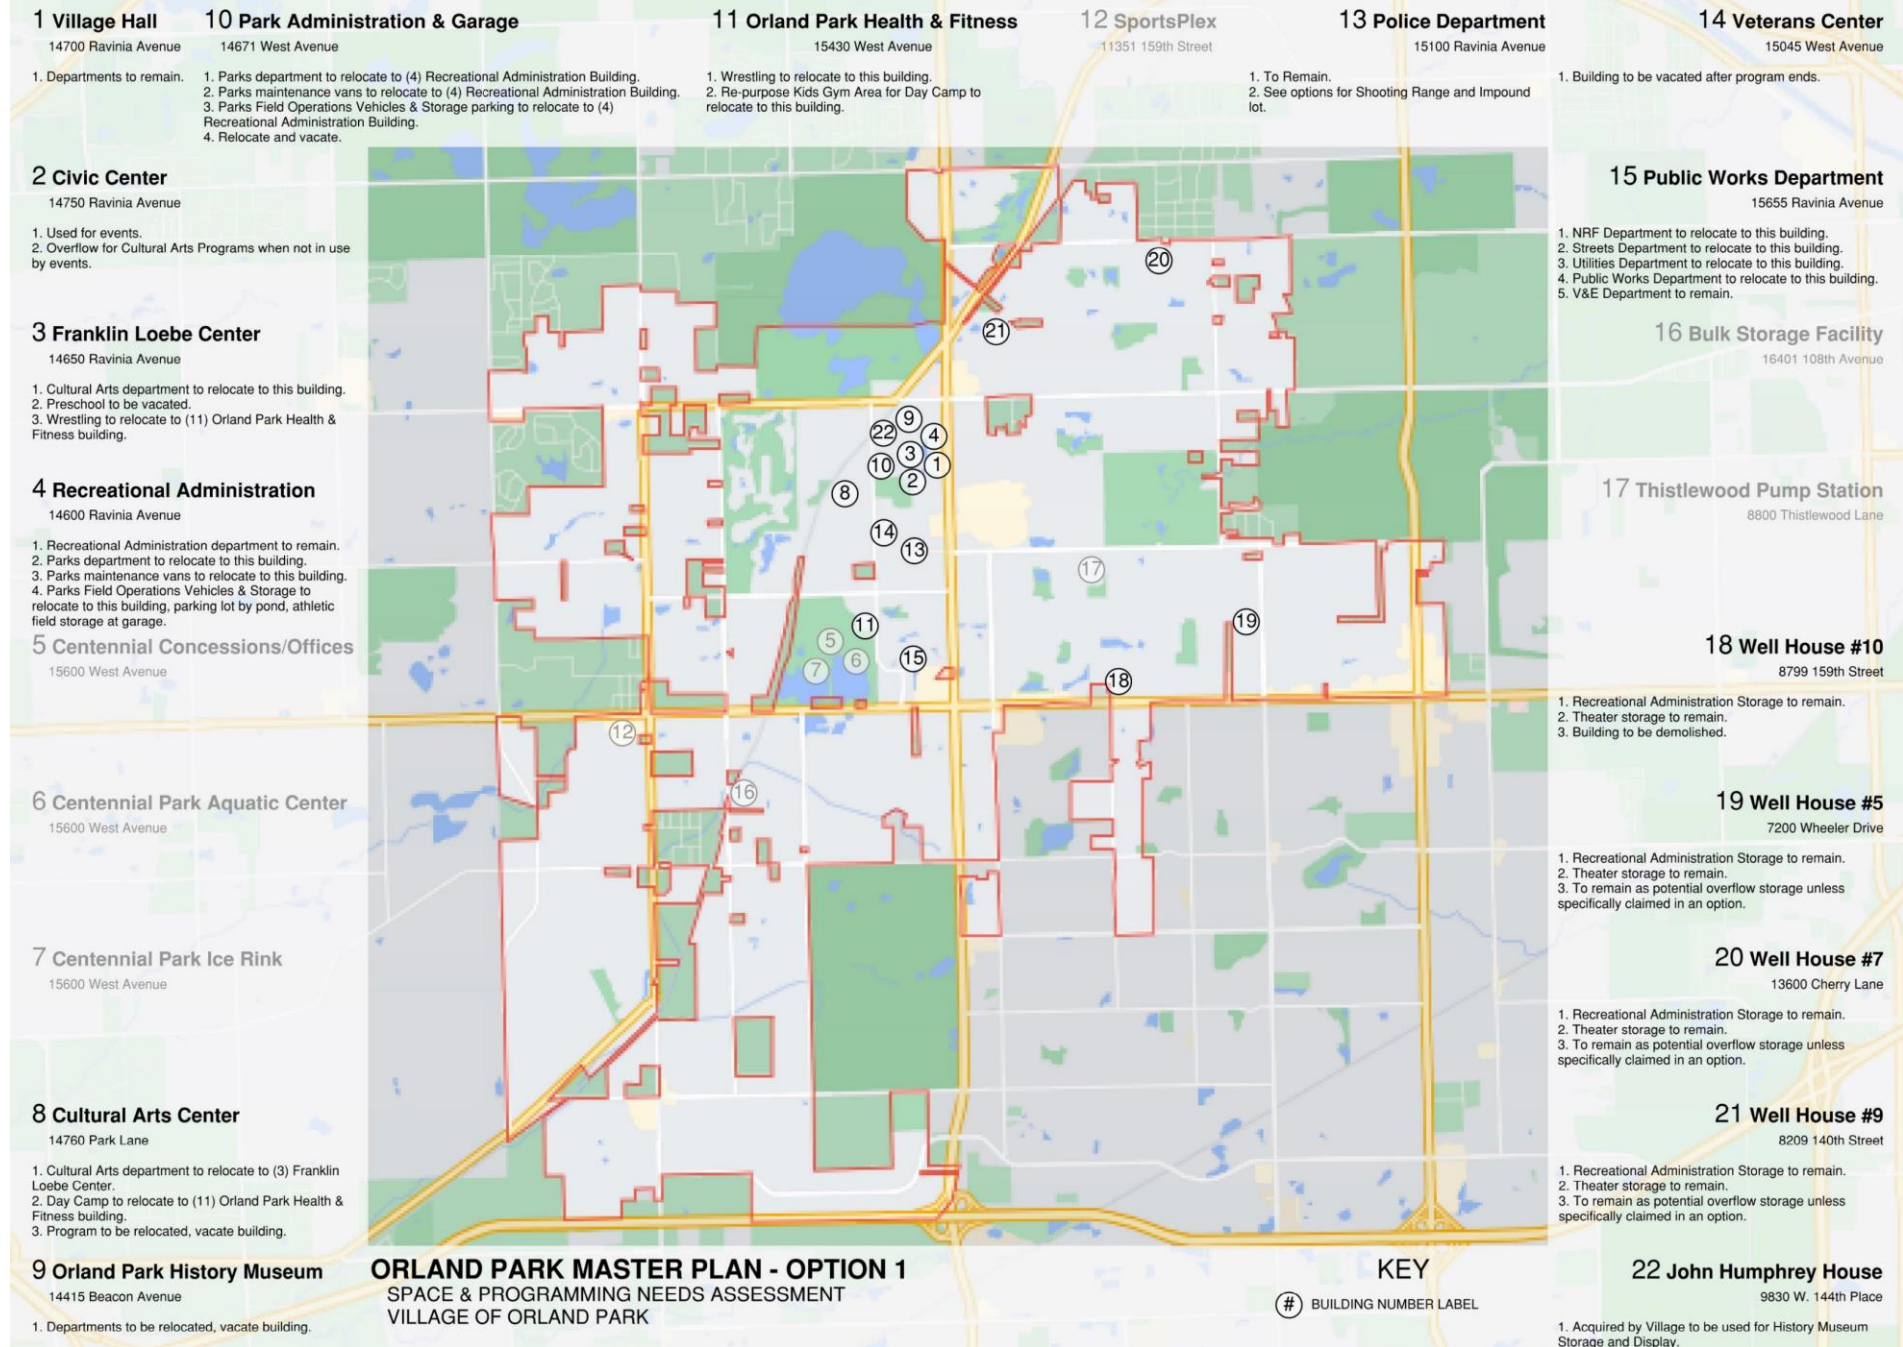 1 Village Hall
14700 Ravinia Avenue
1. Departments to remain.
10 Park Administration & Garage
14671 West Avenue
1. Parks department to relocate to (4) Recreational Administration Building.
2. Parks maintenance vans to relocate to (4) Recreational Administration Building.
3. Parks Field Operations Vehicles & Storage parking to relocate to (4)
Recreational Administration Building.
4. Relocate and vacate.
11 Orland Park Health & Fitness
15430 West Avenue
1. Wrestling to relocate to this building.
2. Re-purpose Kids Gym Area for Day Camp to
relocate to this building.
12 SportsPlex
11351 159th Street
13 Police Department
15100 Ravinia Avenue
1. To Remain.
2. See options for Shooting Range and Impound
lot.
14 Veterans Center
15045 West Avenue
1. Building to be vacated after program ends.
2 Civic Center
14750 Ravinia Avenue
1. Used for events.
2. Overflow for Cultural Arts Programs when not in use
by events.
3 Franklin Loebe Center
14650 Ravinia Avenue
1. Cultural Arts department to relocate to this building.
2. Preschool to be vacated.
3. Wrestling to relocate to (11) Orland Park Health &
Fitness building.
4 Recreational Administration
14600 Ravinia Avenue
1. Recreational Administration department to remain.
2. Parks department to relocate to this building.
3. Parks maintenance vans to relocate to this building.
4. Parks Field Operations Vehicles & Storage to
relocate to this building, parking lot by pond, athletic
field storage at garage.
5 Centennial Concessions/Offices
15600 West Avenue
6 Centennial Park Aquatic Center
15600 West Avenue
7 Centennial Park Ice Rink
15600 West Avenue
8 Cultural Arts Center
14760 Park Lane
1. Cultural Arts department to relocate to (3) Franklin
Loebe Center.
2. Day Camp to relocate to (11) Orland Park Health &
Fitness building.
3. Program to be relocated, vacate building.
9 Orland Park History Museum
14415 Beacon Avenue
1. Departments to be relocated, vacate building.
20
21
9
22
4
3
10
1
2
8
14
13
17
11
19
5
6
15
7
18
12
16
15 Public Works Department
15655 Ravinia Avenue
1. NRF Department to relocate to this building.
2. Streets Department to relocate to this building.
3. Utilities Department to relocate to this building.
4. Public Works Department to relocate to this building.
5. V&E Department to remain.
16 Bulk Storage Facility
16401 108th Avenue
17 Thistlewood Pump Station
8800 Thistlewood Lane
18 Well House #10
8799 159th Street
1. Recreational Administration Storage to remain.
2. Theater storage to remain.
3. Building to be demolished.
19 Well House #5
7200 Wheeler Drive
1. Recreational Administration Storage to remain.
2. Theater storage to remain.
3. To remain as potential overflow storage unless
specifically claimed in an option.
20 Well House #7
13600 Cherry Lane
1. Recreational Administration Storage to remain.
2. Theater storage to remain.
3. To remain as potential overflow storage unless
specifically claimed in an option.
21 Well House #9
8209 140th Street
1. Recreational Administration Storage to remain.
2. Theater storage to remain.
3. To remain as potential overflow storage unless
specifically claimed in an option.
22 John Humphrey House
9830 W. 144th Place
1. Acquired by Village to be used for History Museum
Storage and Display.
ORLAND PARK MASTER PLAN - OPTION 1
SPACE & PROGRAMMING NEEDS ASSESSMENT
VILLAGE OF ORLAND PARK
KEY
# BUILDING NUMBER LABEL